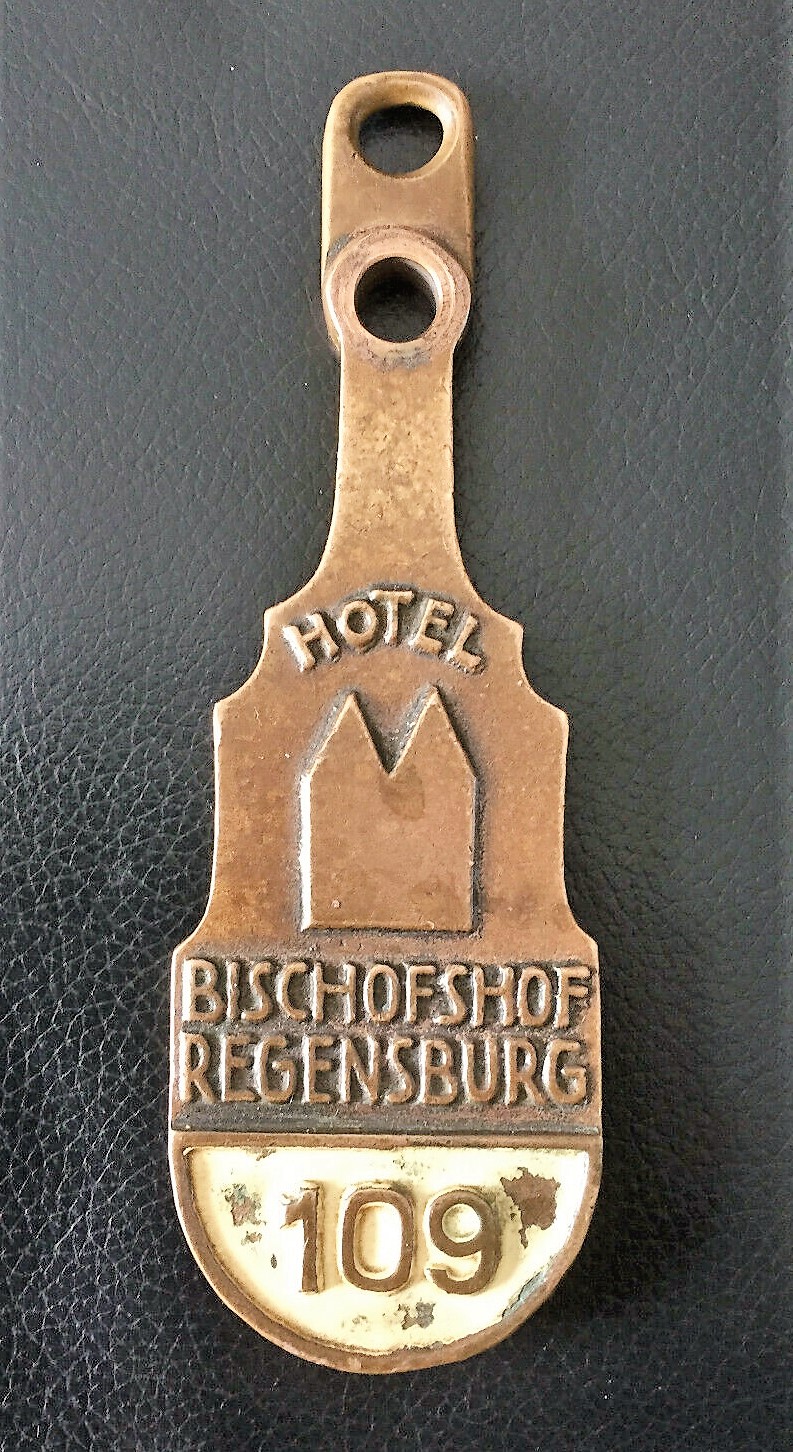 HOTEL
BISCHOFSHOF
REGENSBURG
109